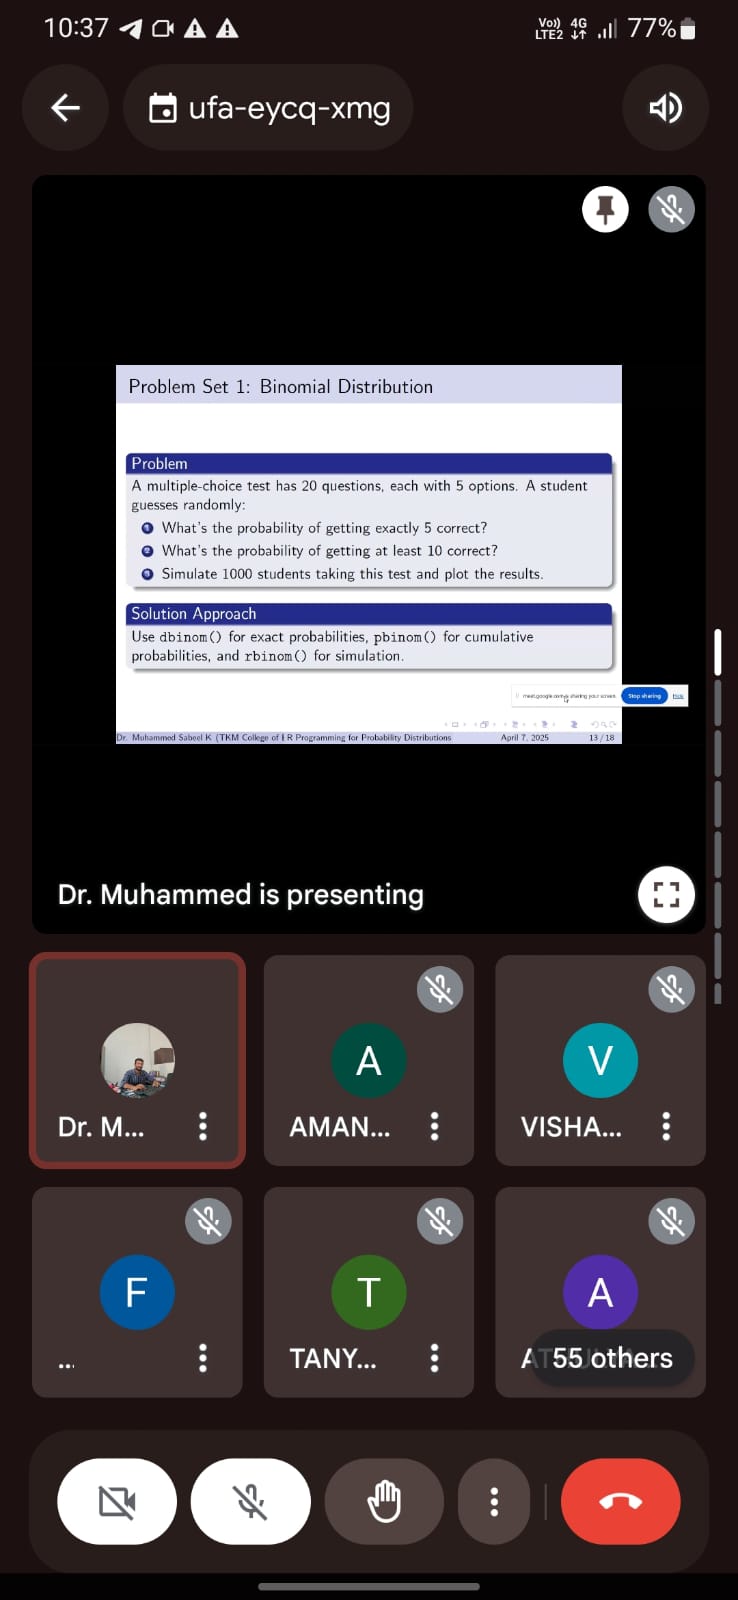 10:37
Vo)) LTE2 4G 77%
ufa-eycq-xmg
Problem Set 1: Binomial Distribution
Problem
A multiple-choice test has 20 questions, each with 5 options. A student
guesses randomly:
1 What's the probability of getting exactly 5 correct?
2 What's the probability of getting at least 10 correct?
3 Simulate 1000 students taking this test and plot the results.
Solution Approach
Use dbinom() for exact probabilities, pbinom() for cumulative
probabilities, and rbinom() for simulation.
meet.google.com is sharing your screen Stop sharing Hide
Dr. Muhammed Sabeel K (TKM College of E R Programming for Probability Distributions April 7, 2025 13 / 18
Dr. Muhammed is presenting
A V
Dr. M... AMAN... VISHA...
F T A
... TANY... 55 others